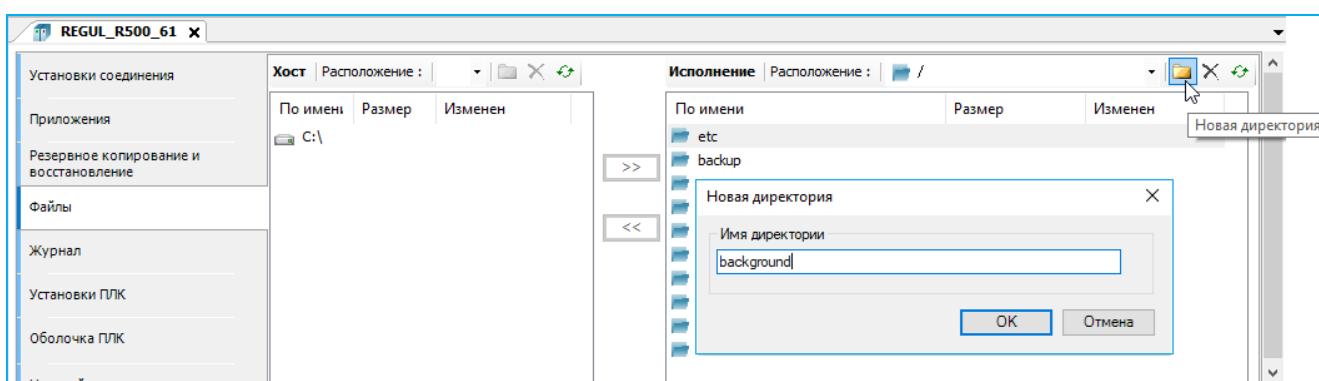 REGUL_R500_61
Установки соединения
Приложения
Резервное копирование и
восстановление
Файлы
Журнал
Установки ПЛК
Оболочка ПЛК
Хост Расположение :
По имени Размер Изменен
C:\
>>
<<
Исполнение Расположение : /
По имени Размер Изменен
Новая директория
etc
backup
Новая директория
Имя директории
background
OK Отмена